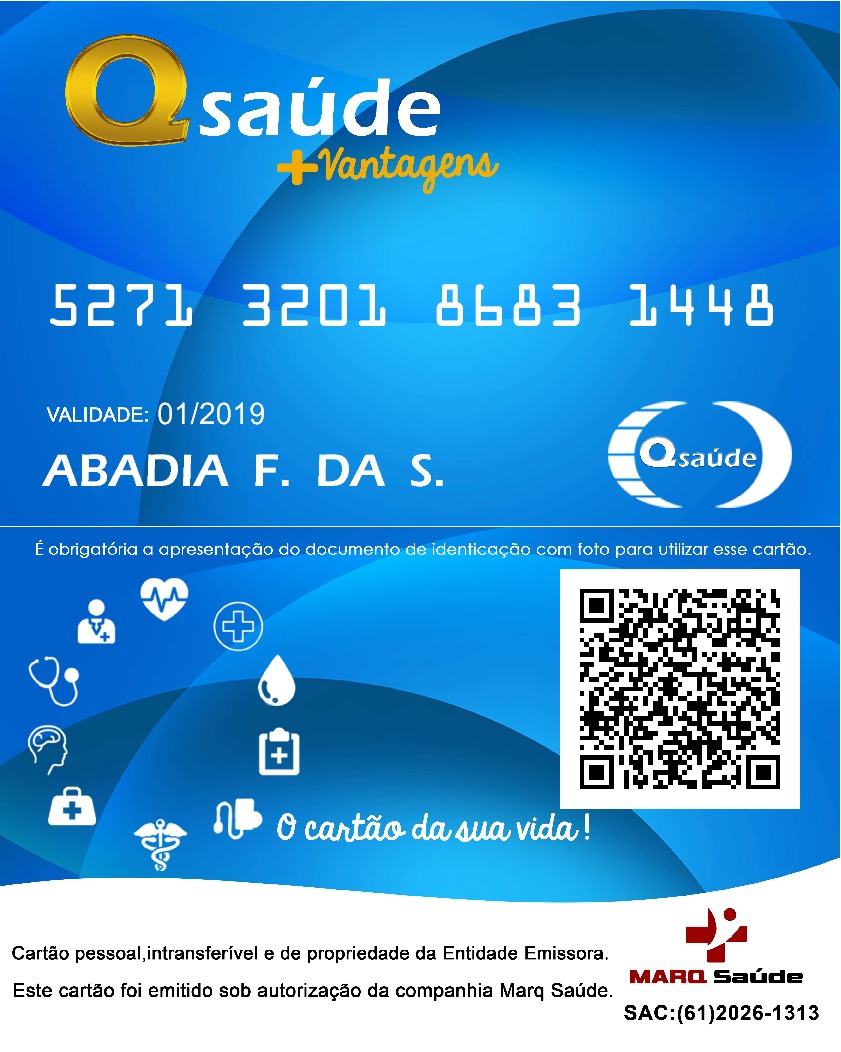 Qsaúde
+Vantagens
5271 3201 8683 1448
VALIDADE: 01/2019
ABADIA F. DA S.
Qsaúde
É obrigatória a apresentação do documento de identicação com foto para utilizar esse cartão.
O cartão da sua vida!
Cartão pessoal,intransferível e de propriedade da Entidade Emissora.
Este cartão foi emitido sob autorização da companhia Marq Saúde.
MARQ Saúde
SAC:(61)2026-1313